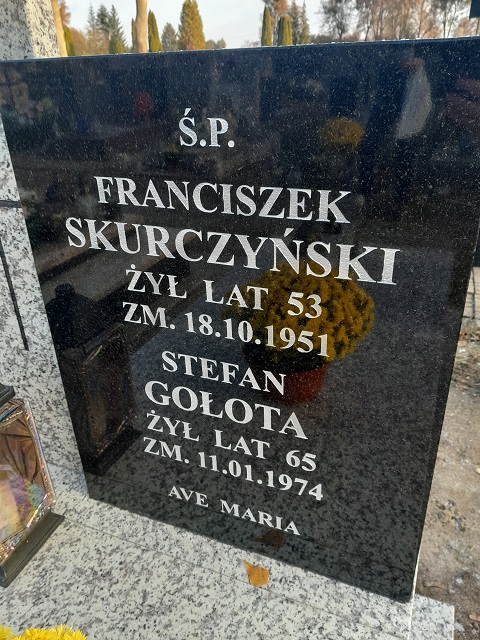 Ś.P.
FRANCISZEK
SKURCZYŃSKI
ŻYŁ LAT 53
ZM. 18.10.1951
STEFAN
GOŁOTA
ŻYŁ LAT 65
ZM. 11.01.1974
AVE MARIA